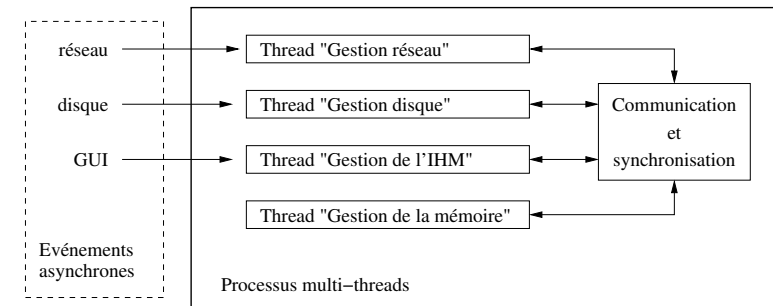 réseau
Thread "Gestion réseau"
disque
Thread "Gestion disque"
Communication
et
synchronisation
GUI
Thread "Gestion de l'IHM"
Thread "Gestion de la mémoire"
Evénements
asynchrones
Processus multi−threads